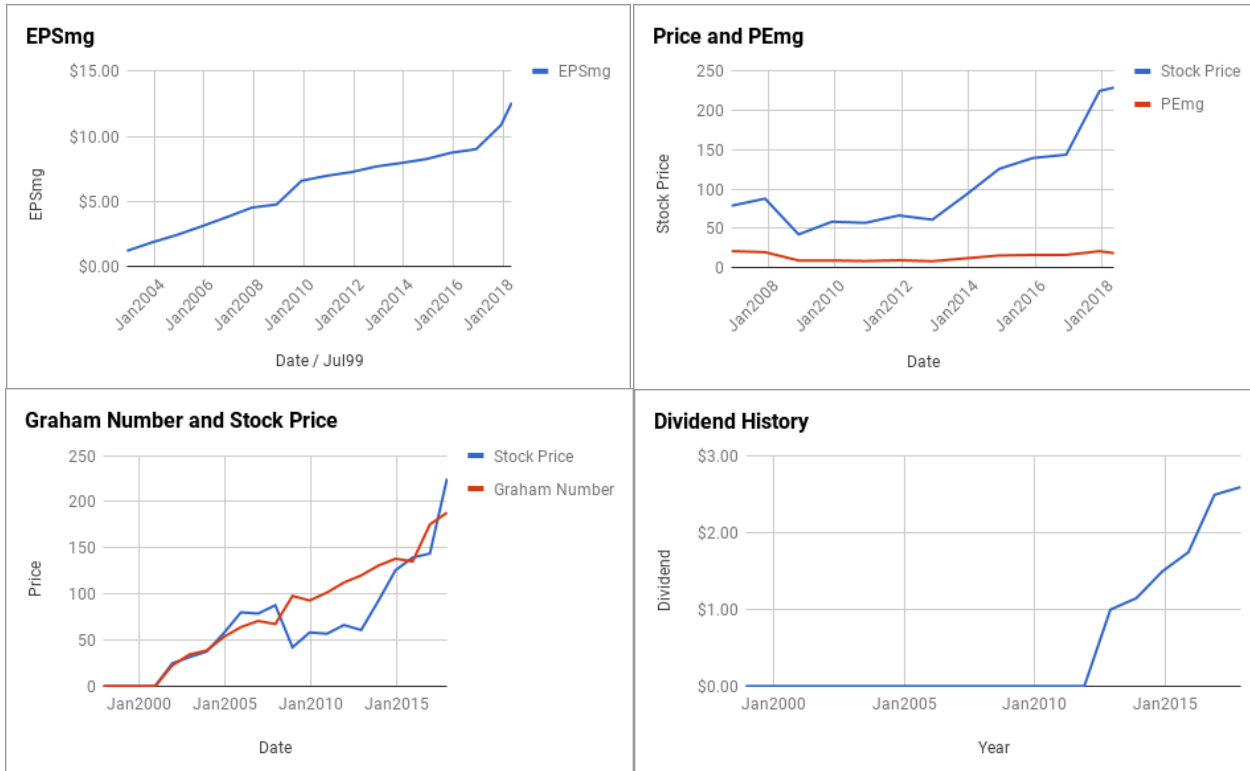 EPSmg
EPSmg
$15.00
$10.00
$5.00
$0.00
EPSmg
Jan2004
Jan2006
Jan2008
Jan2010
Jan2012
Jan2014
Jan2016
Jan2018
Date / Jul99
Price and PEmg
Stock Price
PEmg
250
200
150
100
50
0
Stock Price
Jan2008
Jan2010
Jan2012
Jan2014
Jan2016
Jan2018
Date
Graham Number and Stock Price
Stock Price
Graham Number
250
200
150
100
50
0
Price
Jan2000
Jan2005
Jan2010
Jan2015
Date
Dividend History
$3.00
$2.00
$1.00
$0.00
Dividend
Jan2000
Jan2005
Jan2010
Jan2015
Year